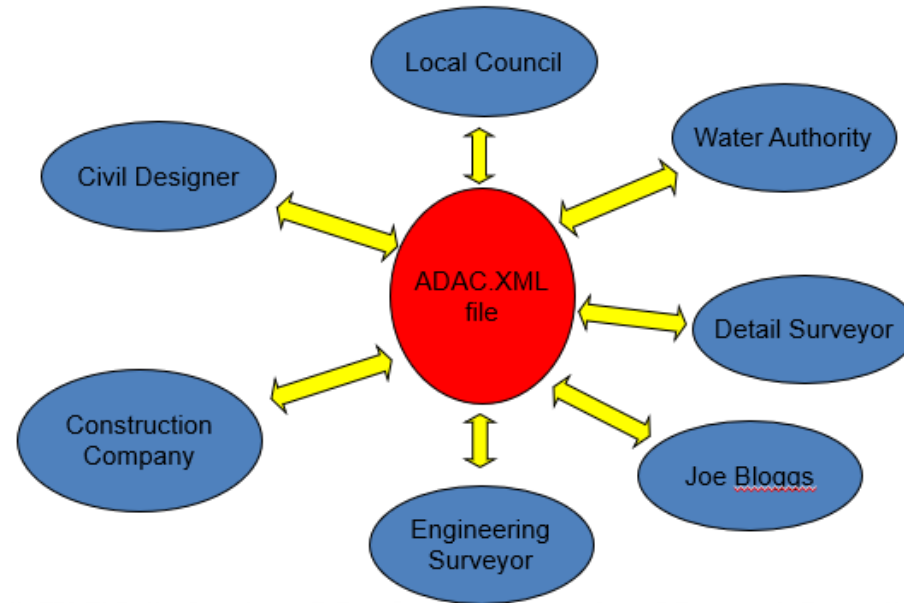 Local Council
Water Authority
Civil Designer
ADAC.XML
file
Detail Surveyor
Construction
Company
Joe Bloggs
Engineering
Surveyor